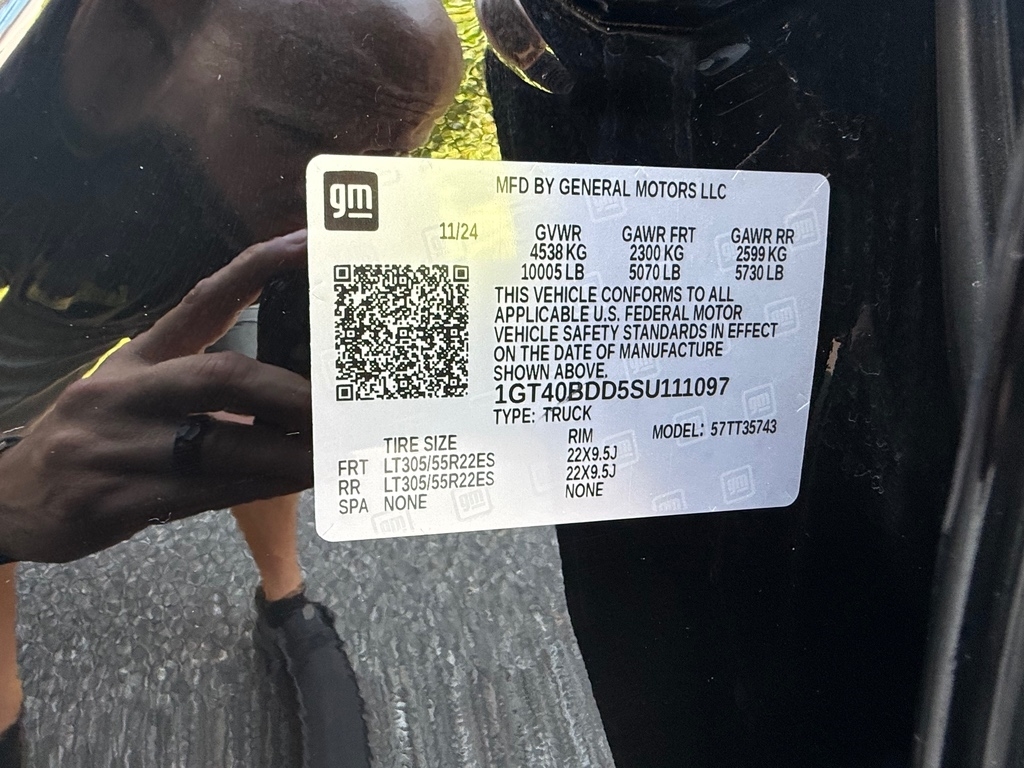 gm
MFD BY GENERAL MOTORS LLC
11/24
GVWR GAWR FRT GAWR RR
4538 KG 2300 KG 2599 KG
10005 LB 5070 LB 5730 LB
THIS VEHICLE CONFORMS TO ALL
APPLICABLE U.S. FEDERAL MOTOR
VEHICLE SAFETY STANDARDS IN EFFECT
ON THE DATE OF MANUFACTURE
SHOWN ABOVE.
1GT40BDD5SU111097
TYPE: TRUCK
MODEL: 57TT35743
TIRE SIZE RIM
FRT LT305/55R22ES 22X9.5J
RR LT305/55R22ES 22X9.5J
SPA NONE NONE